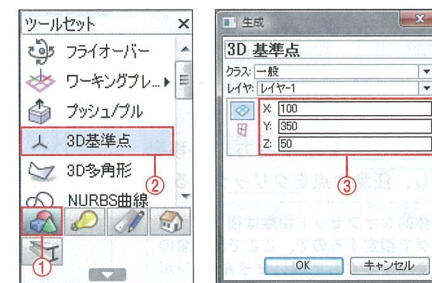 ツールセット
フライオーバー
ワーキングプレ...
プッシュ/プル
3D基準点
②
3D多角形
NURBS曲線
①
生成
3D 基準点
クラス: 一般
レイヤ: レイヤ-1
X: 100
Y: 350
Z: 50
③
OK
キャンセル